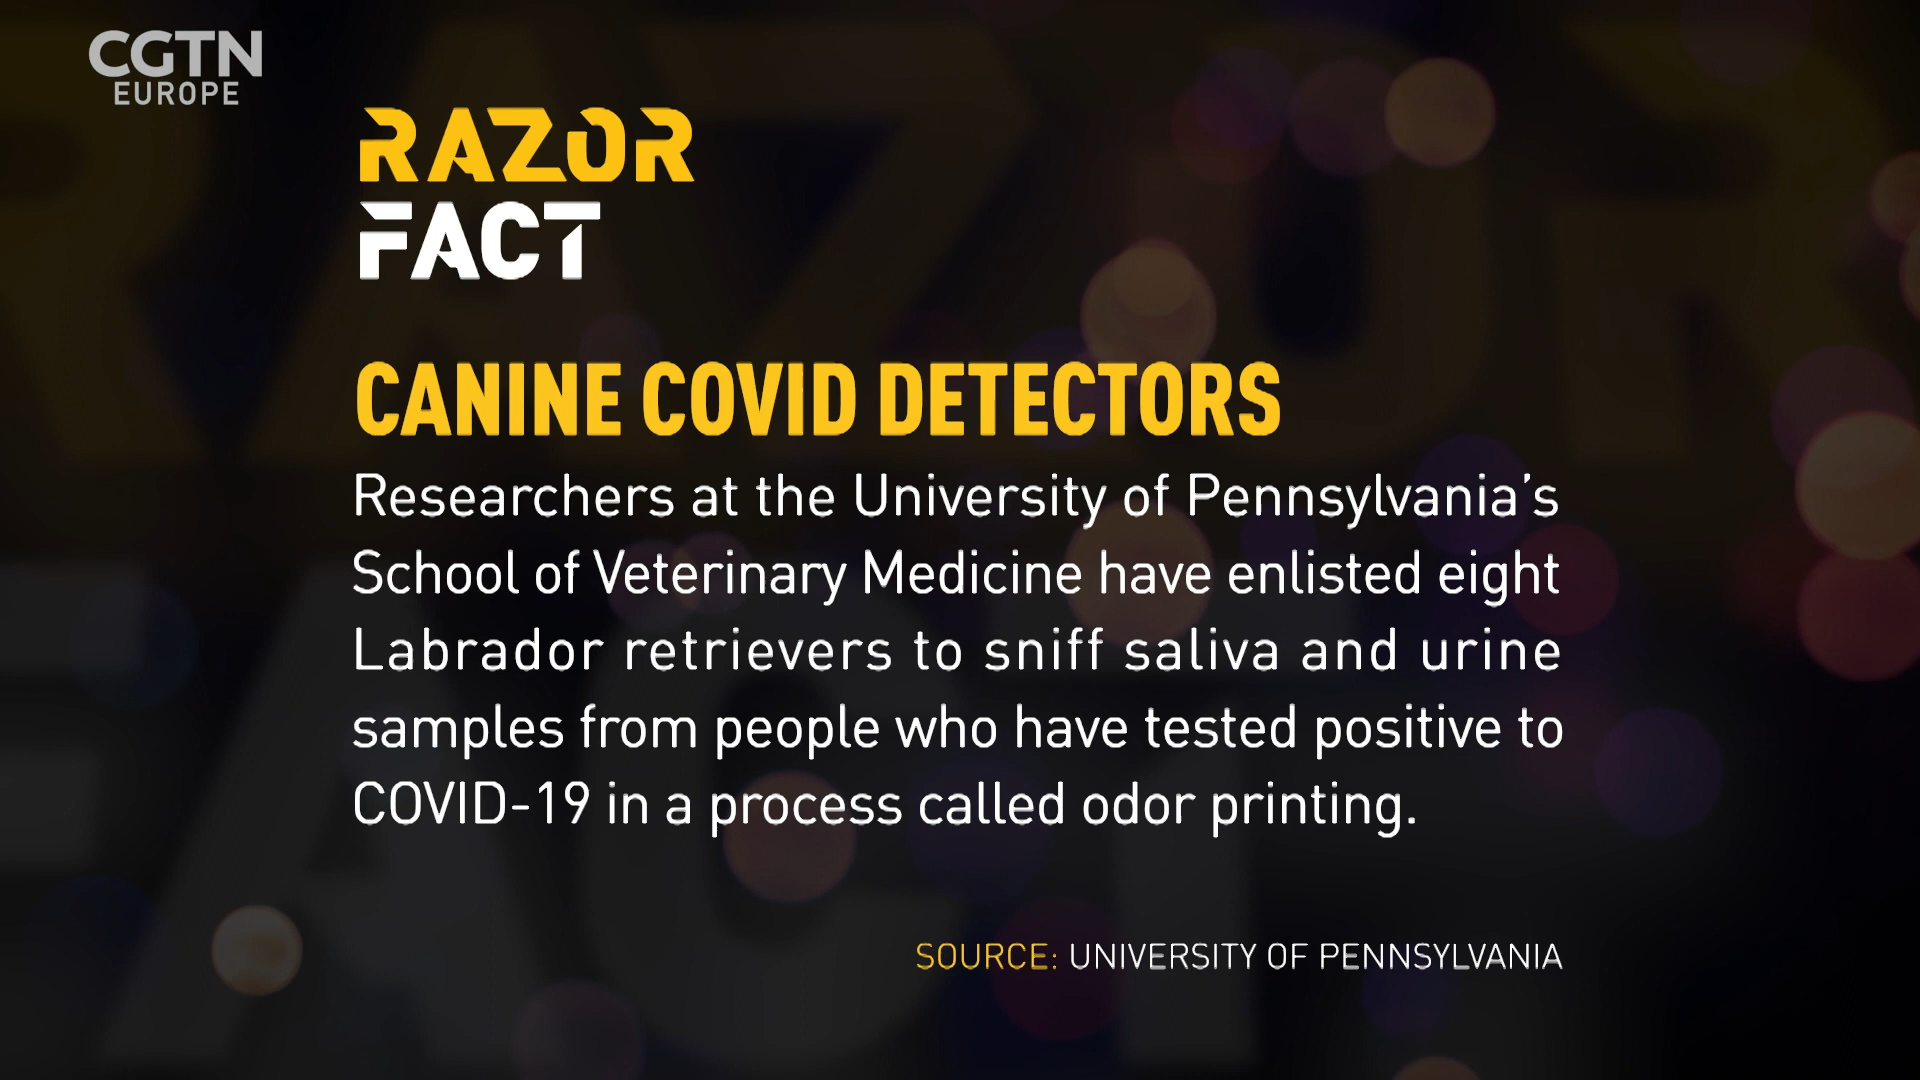 CGTN
EUROPE
RAZOR
FACT
CANINE COVID DETECTORS
Researchers at the University of Pennsylvania’s
School of Veterinary Medicine have enlisted eight
Labrador retrievers to sniff saliva and urine
samples from people who have tested positive to
COVID-19 in a process called odor printing.
SOURCE: UNIVERSITY OF PENNSYLVANIA